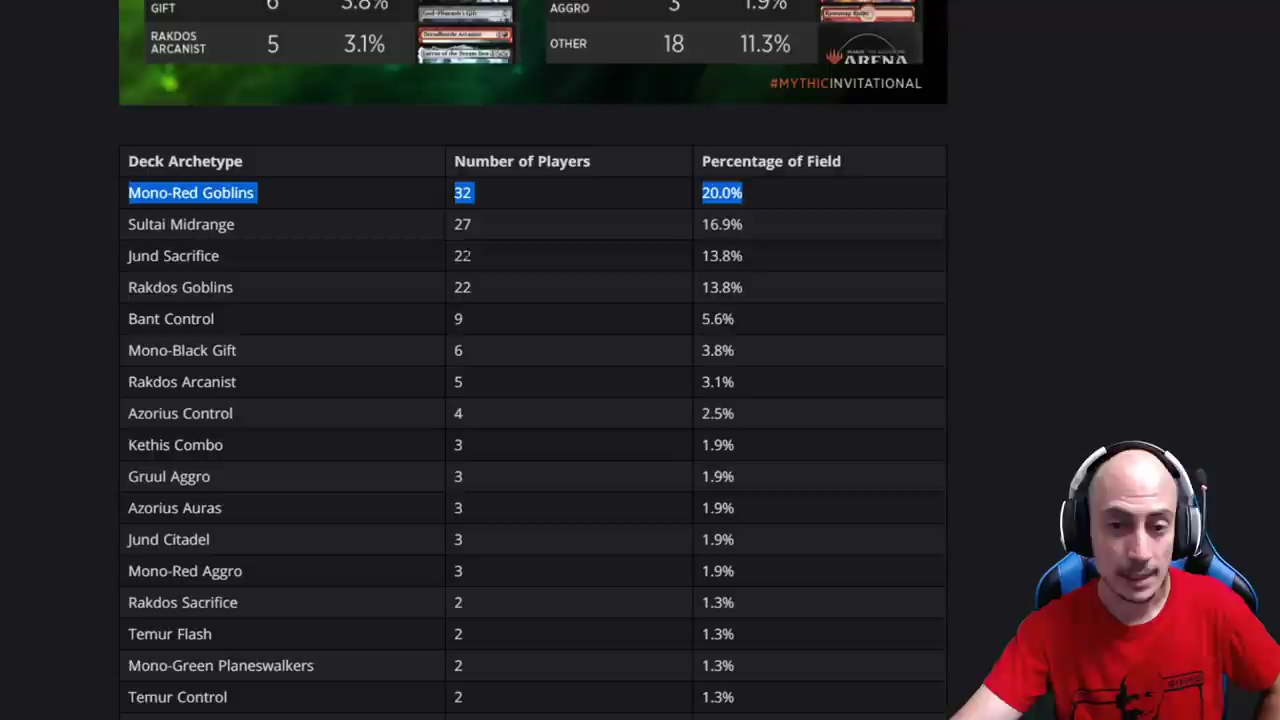 GIFT 6 3.8%
AGGRO 3 1.9%
RAKDOS
ARCANIST 5 3.1%
OTHER 18 11.3%
ARENA
#MYTHICINVITATIONAL
Deck Archetype Number of Players Percentage of Field
Mono-Red Goblins 32 20.0%
Sultai Midrange 27 16.9%
Jund Sacrifice 22 13.8%
Rakdos Goblins 22 13.8%
Bant Control 9 5.6%
Mono-Black Gift 6 3.8%
Rakdos Arcanist 5 3.1%
Azorius Control 4 2.5%
Kethis Combo 3 1.9%
Gruul Aggro 3 1.9%
Azorius Auras 3 1.9%
Jund Citadel 3 1.9%
Mono-Red Aggro 3 1.9%
Rakdos Sacrifice 2 1.3%
Temur Flash 2 1.3%
Mono-Green Planeswalkers 2 1.3%
Temur Control 2 1.3%